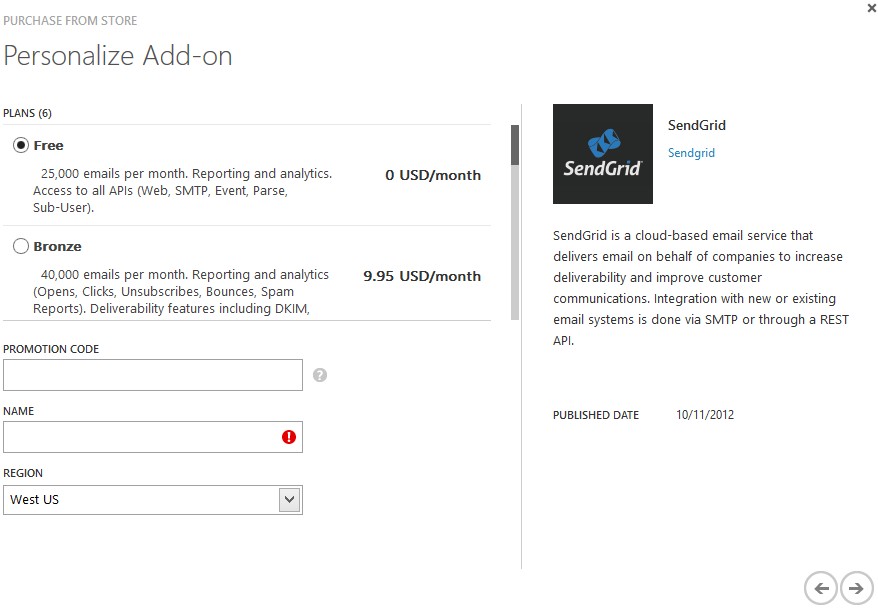 PURCHASE FROM STORE
Personalize Add-on
PLANS (6)
Free
25,000 emails per month. Reporting and analytics.
Access to all APIs (Web, SMTP, Event, Parse,
Sub-User).
0 USD/month
Bronze
40,000 emails per month. Reporting and analytics
(Opens, Clicks, Unsubscribes, Bounces, Spam
Reports). Deliverability features including DKIM,
9.95 USD/month
PROMOTION CODE
?
NAME
!
REGION
West US
SendGrid
SendGrid
Sendgrid
SendGrid is a cloud-based email service that
delivers email on behalf of companies to increase
deliverability and improve customer
communications. Integration with new or existing
email systems is done via SMTP or through a REST
API.
PUBLISHED DATE 10/11/2012